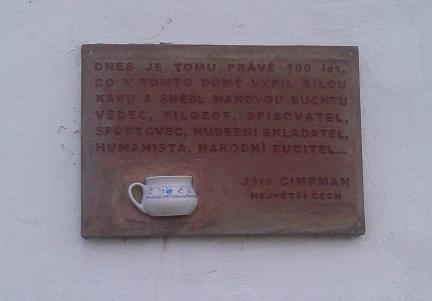 DNES JE TOMU PRÁVĚ 100 let,
CO V TOMTO DOMĚ VYPIL BÍLOU
KÁVU A SNĚDL MAKOVOU BUCHTU
VĚDEC, FILOZOF, SPISOVATEL,
SPORTOVEC, HUDEBNÍ SKLADATEL,
HUMANISTA, NÁRODNÍ BUDITEL...
Jára CIMRMAN
NEJVĚTŠÍ ČECH